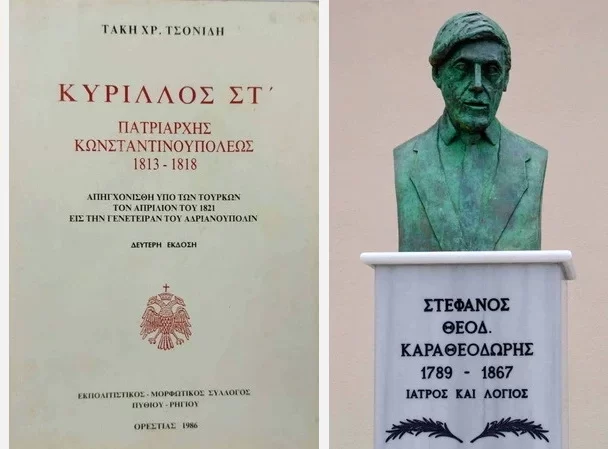 ΤΑΚΗ ΧΡ. ΤΣΟΝΙΔΗ
ΚΥΡΙΛΛΟΣ ΣΤ΄
ΠΑΤΡΙΑΡΧΗΣ
ΚΩΝΣΤΑΝΤΙΝΟΥΠΟΛΕΩΣ
1813 - 1818
ΑΠΗΓΧΟΝΙΣΘΗ ΥΠΟ ΤΩΝ ΤΟΥΡΚΩΝ
ΤΟΝ ΑΠΡΙΛΙΟΝ ΤΟΥ 1821
ΕΙΣ ΤΗΝ ΓΕΝΕΤΕΙΡΑΝ ΤΟΥ ΑΔΡΙΑΝΟΥΠΟΛΙΝ
ΔΕΥΤΕΡΗ ΕΚΔΟΣΗ
ΕΚΠΟΛΙΤΙΣΤΙΚΟΣ - ΜΟΡΦΩΤΙΚΟΣ ΣΥΛΛΟΓΟΣ
ΠΥΘΙΟΥ - ΡΗΓΙΟΥ
ΟΡΕΣΤΙΑΣ 1986
ΣΤΕΦΑΝΟΣ
ΘΕΟΔ.
ΚΑΡΑΘΕΟΔΩΡΗΣ
1789 - 1867
ΙΑΤΡΟΣ ΚΑΙ ΛΟΓΙΟΣ